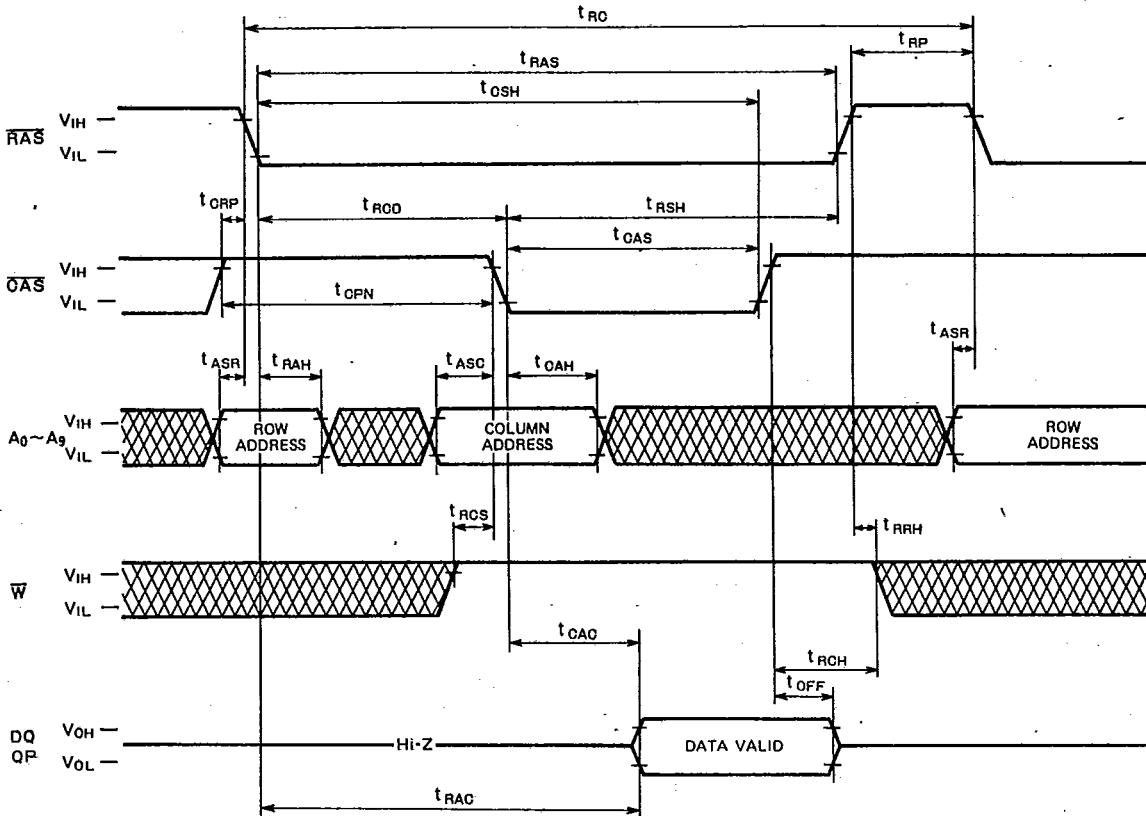 tRC
tRP
tRAS
tCSH
RAS
VIH
VIL
tCRP
tRCD
tRSH
tCAS
CAS
VIH
VIL
tCPN
tASR
tRAH
tASC
tCAH
tASR
A0~A9
VIH
VIL
ROW ADDRESS
COLUMN ADDRESS
ROW ADDRESS
tRCS
tRRH
W
VIH
VIL
tCAC
tRCH
tOFF
DQ
QP
VOH
VOL
Hi-Z
DATA VALID
tRAC